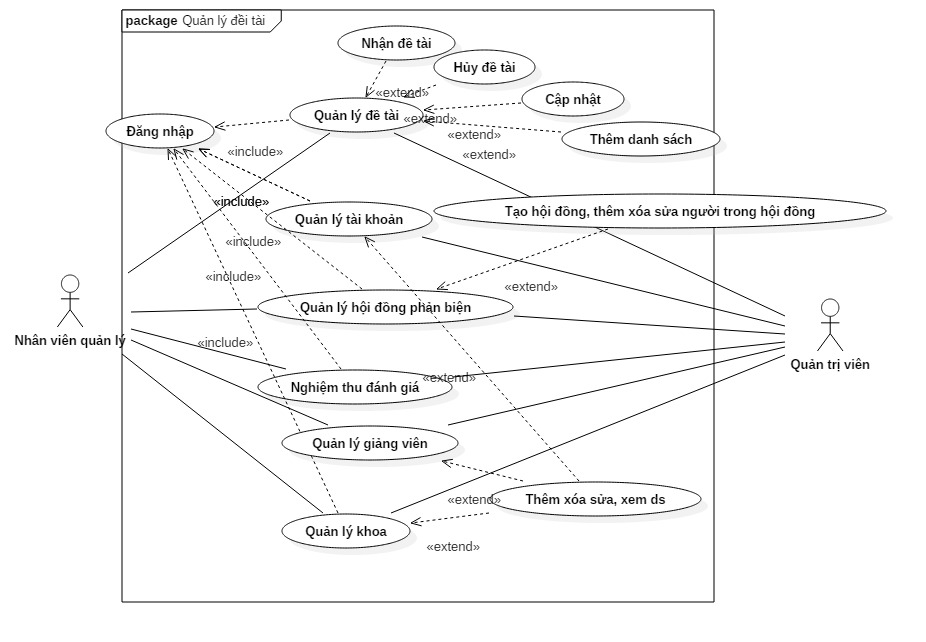 package Quản lý đêi tài
Nhận đề tài
Hủy đề tài
«extend»
Cập nhật
Quản lý đề tài
«extend»
Đăng nhập
«extend»
Thêm danh sách
«include»
«extend»
«include»
Quản lý tài khoản
Tạo hội đồng, thêm xóa sửa người trong hội đồng
«include»
«include»
«extend»
Quản lý hội đồng phản biện
Nhân viên quản lý
«include»
Quản trị viên
«extend»
Nghiệm thu đánh giá
Quản lý giảng viên
«extend»
Thêm xóa sửa, xem ds
Quản lý khoa
«extend»